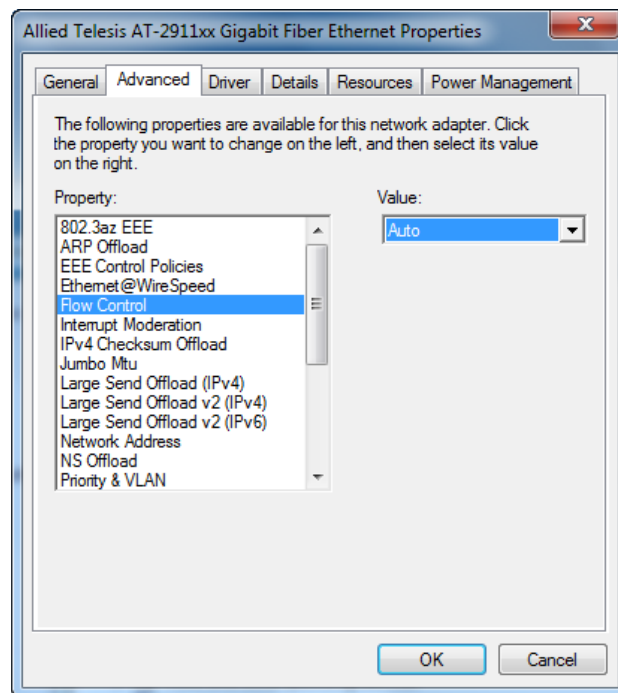 Allied Telesis AT-2911xx Gigabit Fiber Ethernet Properties
General Advanced Driver Details Resources Power Management
The following properties are available for this network adapter. Click
the property you want to change on the left, and then select its value
on the right.
Property:
Value:
802.3az EEE
ARP Offload
EEE Control Policies
Ethernet@WireSpeed
Flow Control
Interrupt Moderation
IPv4 Checksum Offload
Jumbo Mtu
Large Send Offload (IPv4)
Large Send Offload v2 (IPv4)
Large Send Offload v2 (IPv6)
Network Address
NS Offload
Priority & VLAN
Auto
OK
Cancel